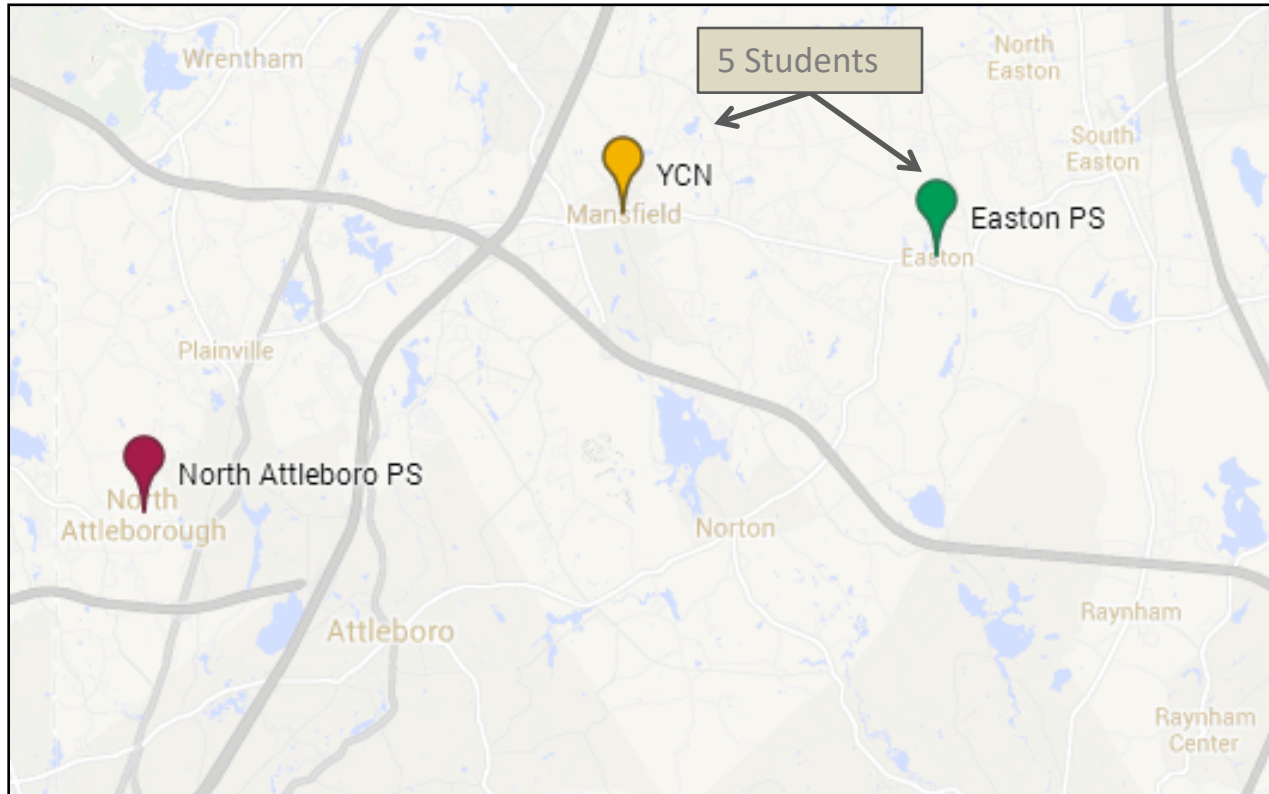 Wrentham
5 Students
North
Easton
South
Easton
YCN
Mansfield
Easton PS
Easton
Plainville
North Attleboro PS
North
Attleborough
Norton
Attleboro
Raynham
Raynham
Center